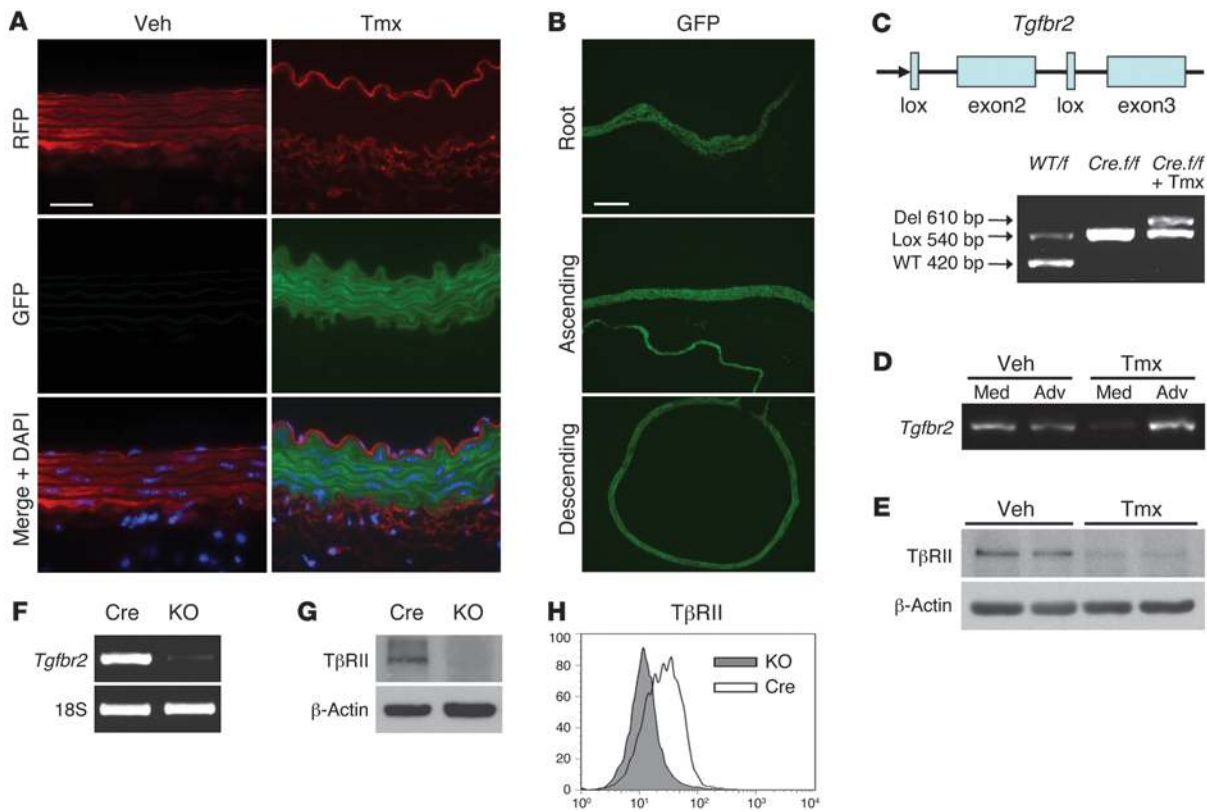 A
Veh
Tmx
RFP
GFP
Merge + DAPI
B
GFP
Root
Ascending
Descending
C
Tgfbr2
lox
exon2
lox
exon3
WT/f
Cre.f/f
Cre.f/f
+ Tmx
Del 610 bp
Lox 540 bp
WT 420 bp
D
Veh
Tmx
Med
Adv
Med
Adv
Tgfbr2
E
Veh
Tmx
TβRII
β-Actin
F
Cre
KO
Tgfbr2
18S
G
Cre
KO
TβRII
β-Actin
H
TβRII
100
80
60
40
20
0
KO
Cre
10⁰
10¹
10²
10³
10⁴